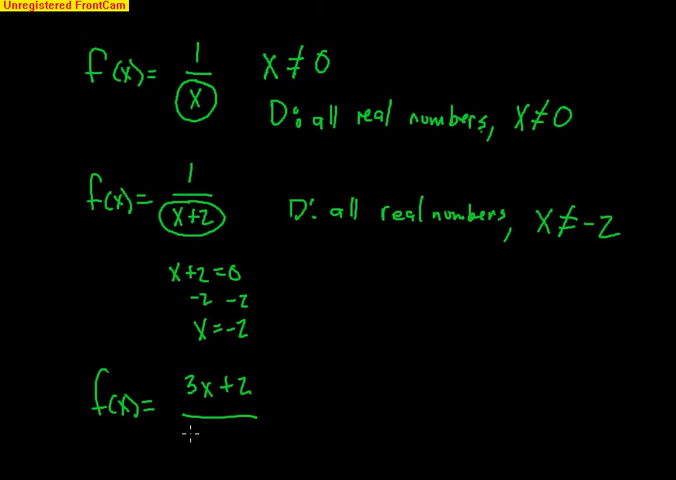 Unregistered FrontCam
f(x) = 1/x x ≠ 0
D: all real numbers, x ≠ 0
f(x) = 1/(x+2) D: all real numbers, x ≠ -2
x+2=0
-2 -2
x=-2
f(x) = 3x+2